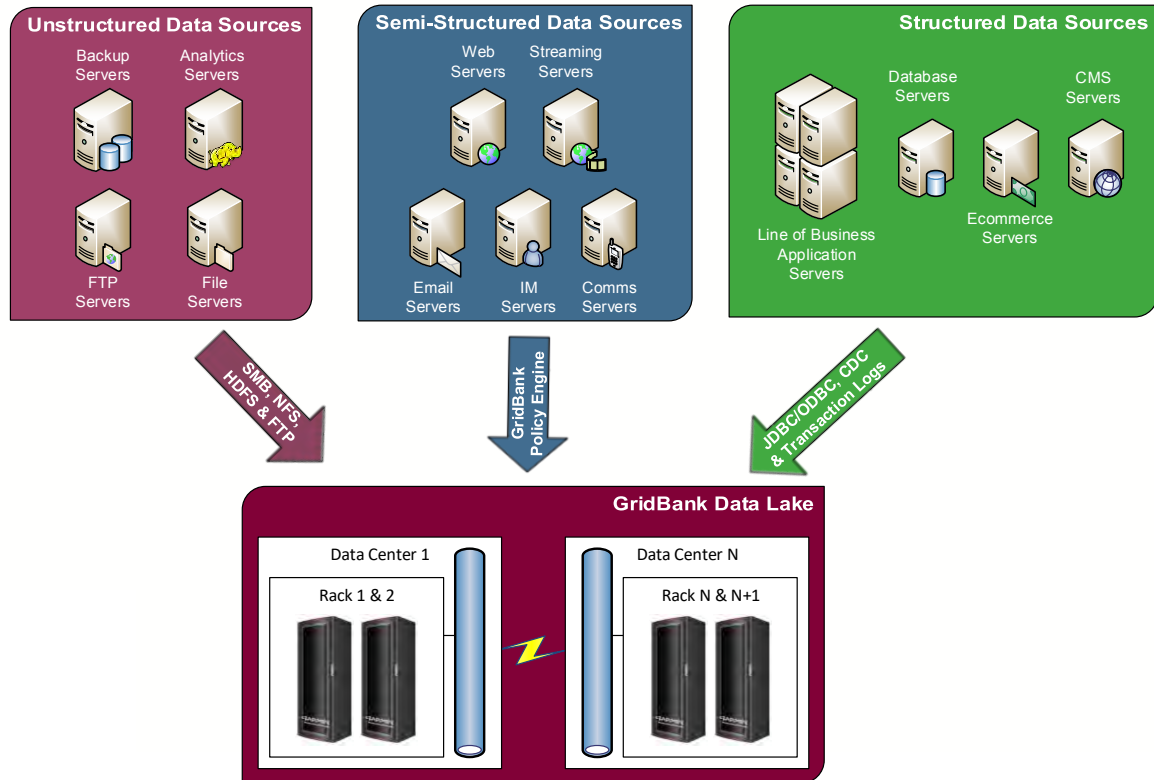 Unstructured Data Sources
Backup
Servers
Analytics
Servers
FTP
Servers
File
Servers
Semi-Structured Data Sources
Web
Servers
Streaming
Servers
Email
Servers
IM
Servers
Comms
Servers
Structured Data Sources
Line of Business
Application
Servers
Database
Servers
Ecommerce
Servers
CMS
Servers
SMB, NFS,
HDFS & FTP
GridBank
Policy Engine
JDBC/ODBC, CDC
& Transaction Logs
GridBank Data Lake
Data Center 1
Rack 1 & 2
Data Center N
Rack N & N+1